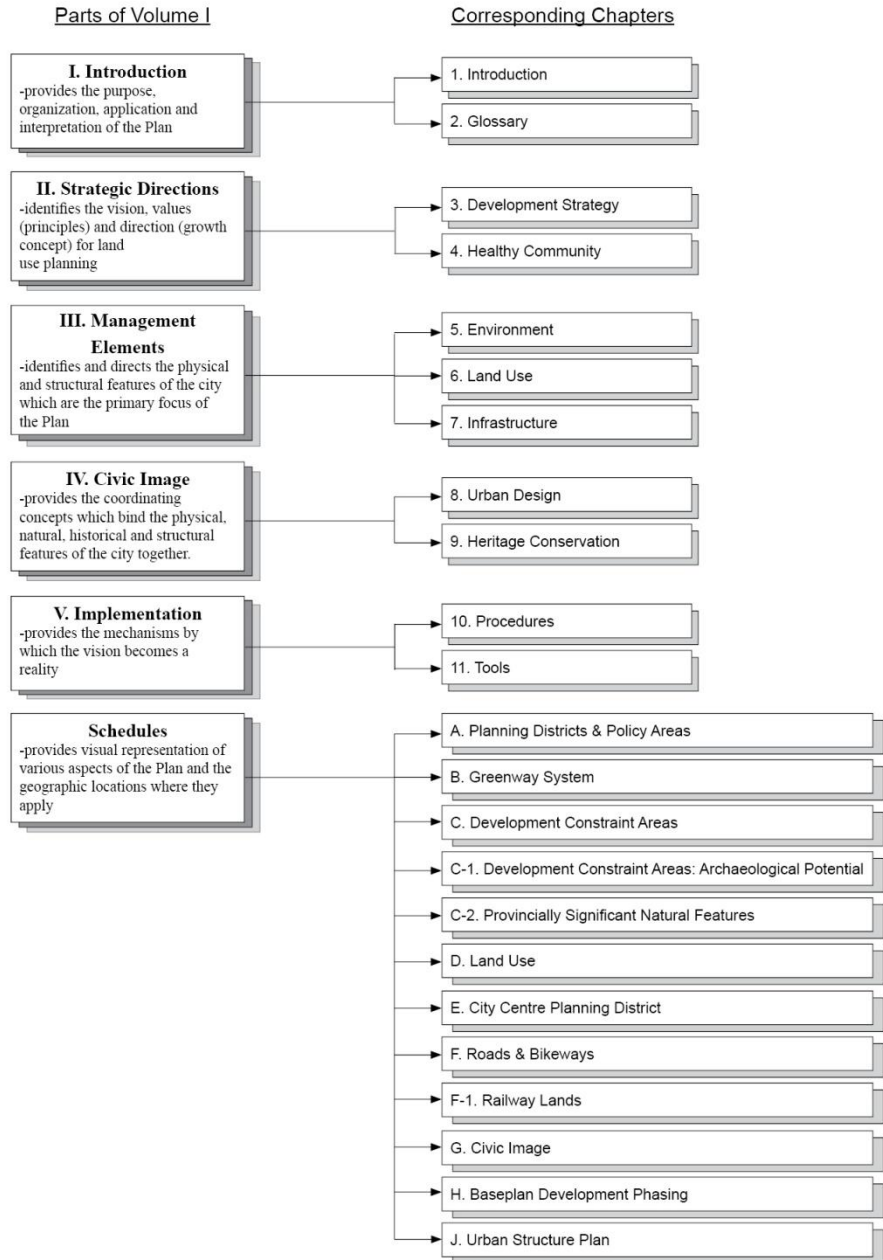 Parts of Volume I
Corresponding Chapters
I. Introduction
-provides the purpose,
organization, application and
interpretation of the Plan
1. Introduction
2. Glossary
II. Strategic Directions
-identifies the vision, values
(principles) and direction (growth
concept) for land
use planning
3. Development Strategy
4. Healthy Community
III. Management
Elements
-identifies and directs the physical
and structural features of the city
which are the primary focus of
the Plan
5. Environment
6. Land Use
7. Infrastructure
IV. Civic Image
-provides the coordinating
concepts which bind the physical,
natural, historical and structural
features of the city together.
8. Urban Design
9. Heritage Conservation
V. Implementation
-provides the mechanisms by
which the vision becomes a
reality
10. Procedures
11. Tools
Schedules
-provides visual representation of
various aspects of the Plan and the
geographic locations where they
apply
A. Planning Districts & Policy Areas
B. Greenway System
C. Development Constraint Areas
C-1. Development Constraint Areas: Archaeological Potential
C-2. Provincially Significant Natural Features
D. Land Use
E. City Centre Planning District
F. Roads & Bikeways
F-1. Railway Lands
G. Civic Image
H. Baseplan Development Phasing
J. Urban Structure Plan